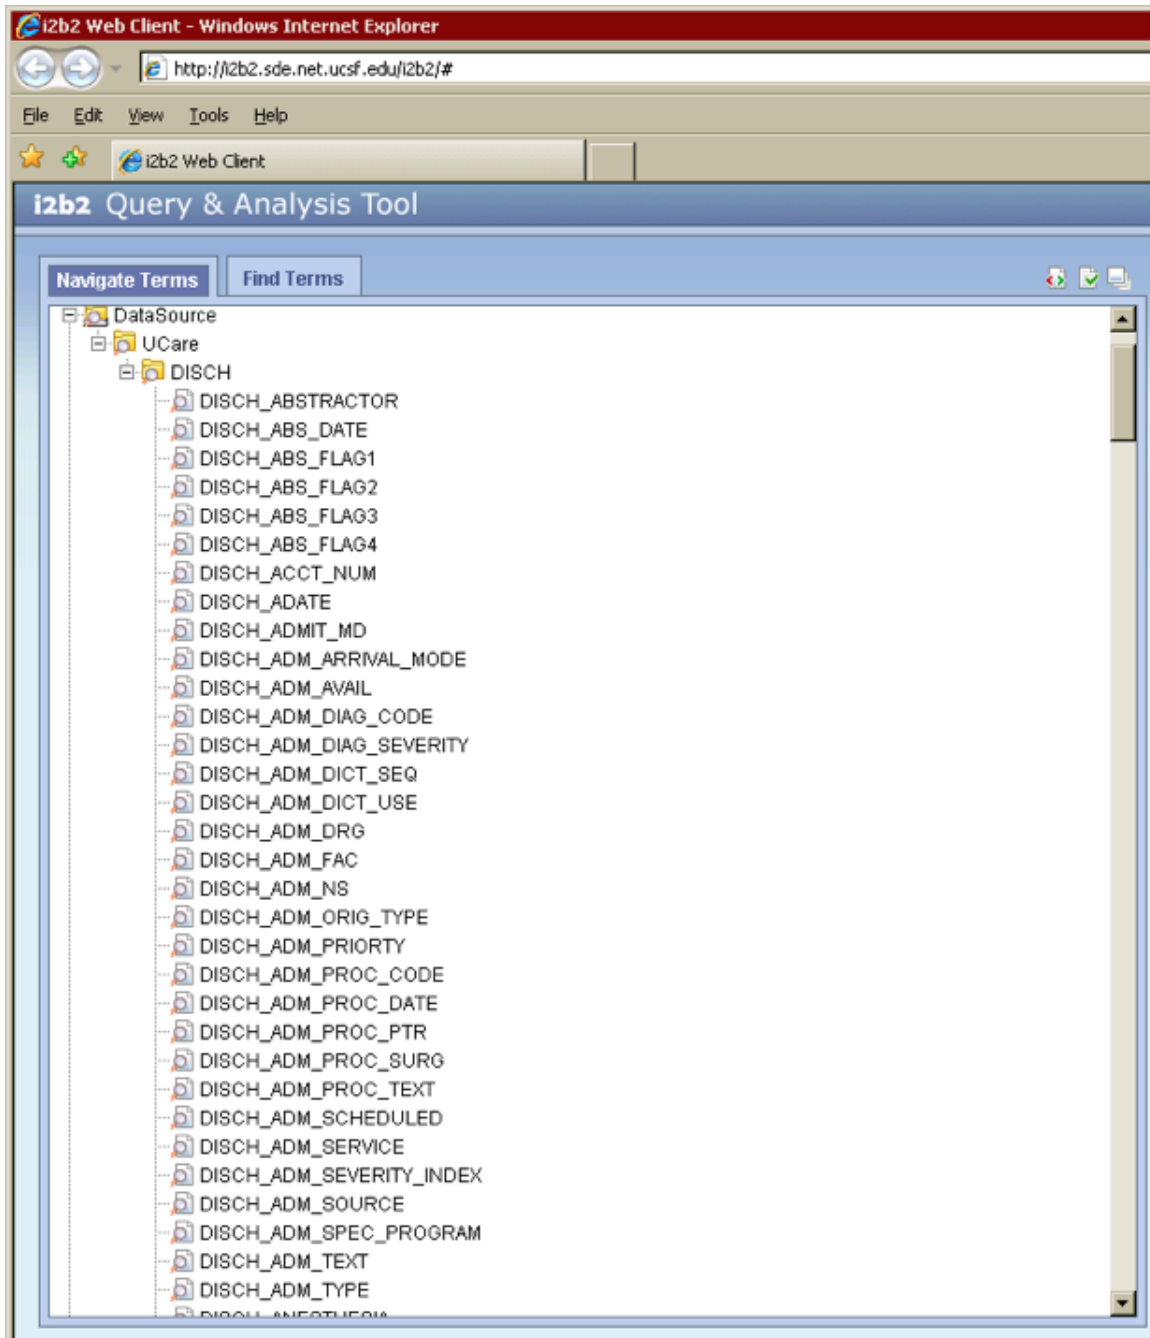 i2b2 Web Client - Windows Internet Explorer
http://i2b2.sde.net.ucsf.edu/i2b2/#
File Edit View Tools Help
i2b2 Web Client
i2b2 Query & Analysis Tool
Navigate Terms Find Terms
DataSource
UCare
DISCH
DISCH_ABSTRACTOR
DISCH_ABS_DATE
DISCH_ABS_FLAG1
DISCH_ABS_FLAG2
DISCH_ABS_FLAG3
DISCH_ABS_FLAG4
DISCH_ACCT_NUM
DISCH_ADATE
DISCH_ADMIT_MD
DISCH_ADM_ARRIVAL_MODE
DISCH_ADM_AVAIL
DISCH_ADM_DIAG_CODE
DISCH_ADM_DIAG_SEVERITY
DISCH_ADM_DICT_SEQ
DISCH_ADM_DICT_USE
DISCH_ADM_DRG
DISCH_ADM_FAC
DISCH_ADM_NS
DISCH_ADM_ORIG_TYPE
DISCH_ADM_PRIORTY
DISCH_ADM_PROC_CODE
DISCH_ADM_PROC_DATE
DISCH_ADM_PROC_PTR
DISCH_ADM_PROC_SURG
DISCH_ADM_PROC_TEXT
DISCH_ADM_SCHEDULED
DISCH_ADM_SERVICE
DISCH_ADM_SEVERITY_INDEX
DISCH_ADM_SOURCE
DISCH_ADM_SPEC_PROGRAM
DISCH_ADM_TEXT
DISCH_ADM_TYPE